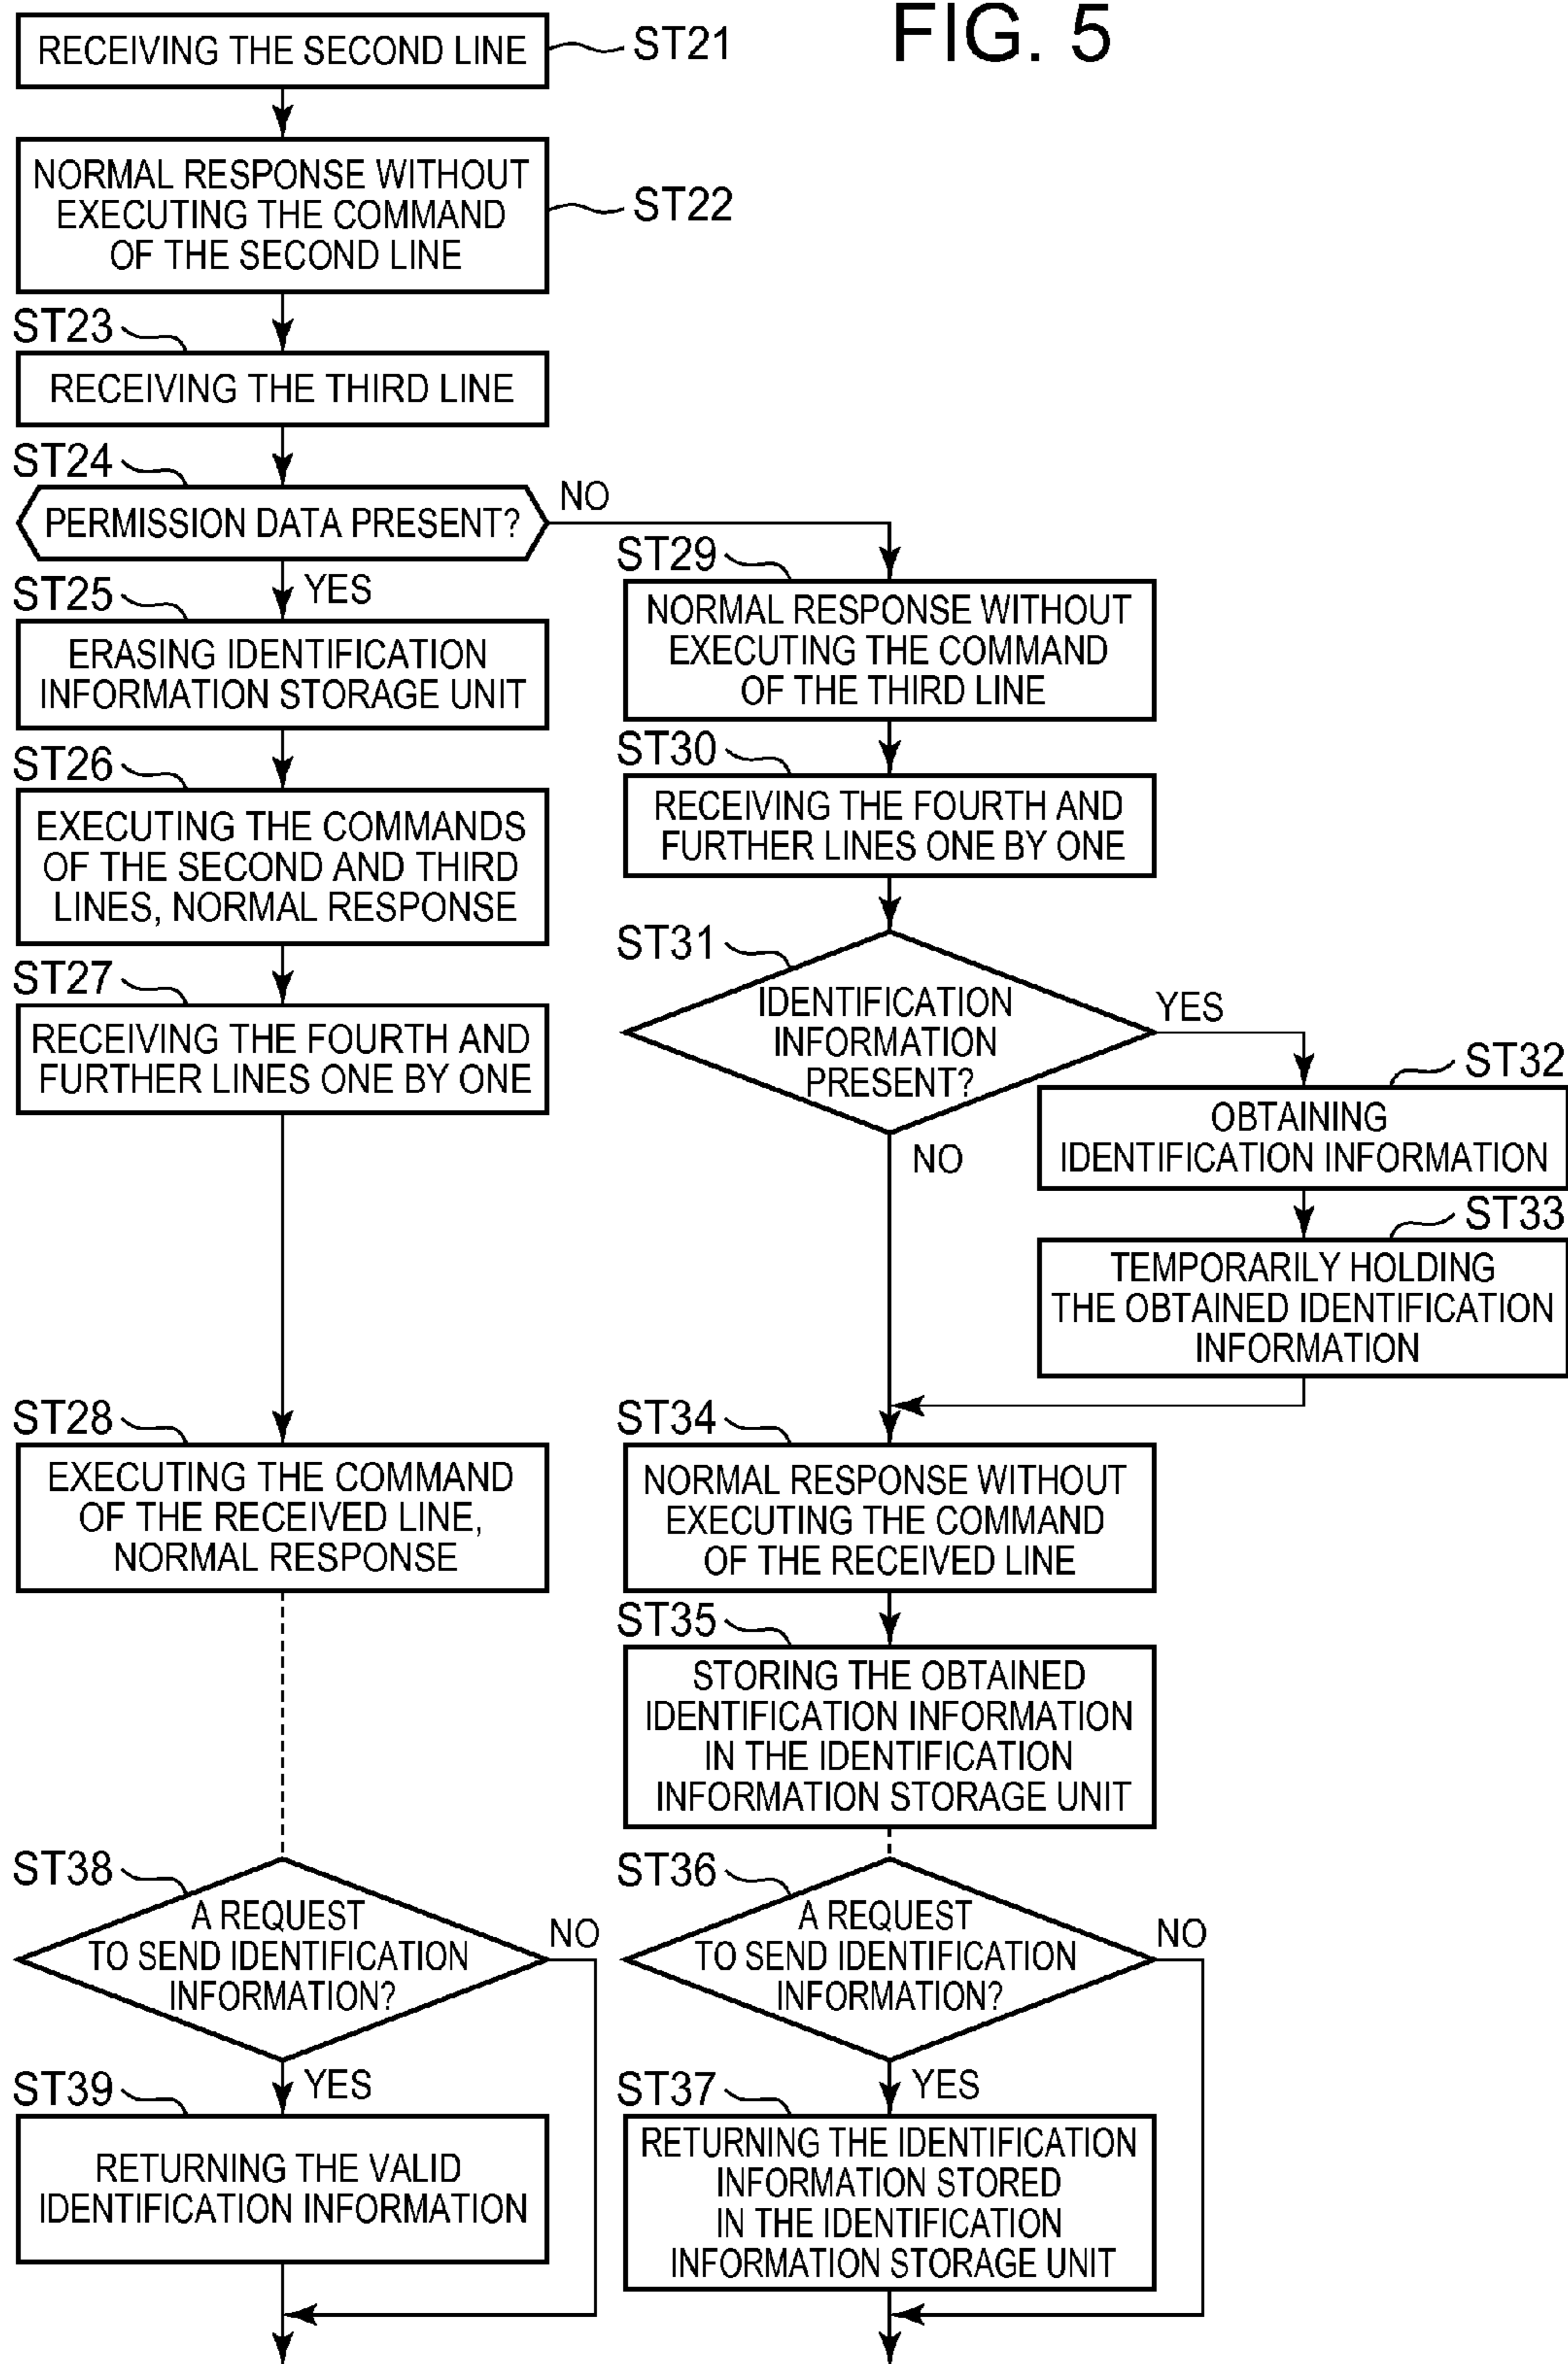 FIG. 5
RECEIVING THE SECOND LINE
ST21
NORMAL RESPONSE WITHOUT
EXECUTING THE COMMAND
OF THE SECOND LINE
ST22
ST23
RECEIVING THE THIRD LINE
ST24
PERMISSION DATA PRESENT?
NO
YES
ST25
ERASING IDENTIFICATION
INFORMATION STORAGE UNIT
ST26
EXECUTING THE COMMANDS
OF THE SECOND AND THIRD
LINES, NORMAL RESPONSE
ST27
RECEIVING THE FOURTH AND
FURTHER LINES ONE BY ONE
ST28
EXECUTING THE COMMAND
OF THE RECEIVED LINE,
NORMAL RESPONSE
ST38
A REQUEST
TO SEND IDENTIFICATION
INFORMATION?
NO
YES
ST39
RETURNING THE VALID
IDENTIFICATION INFORMATION
ST29
NORMAL RESPONSE WITHOUT
EXECUTING THE COMMAND
OF THE THIRD LINE
ST30
RECEIVING THE FOURTH AND
FURTHER LINES ONE BY ONE
ST31
IDENTIFICATION
INFORMATION
PRESENT?
YES
NO
ST32
OBTAINING
IDENTIFICATION INFORMATION
ST33
TEMPORARILY HOLDING
THE OBTAINED IDENTIFICATION
INFORMATION
ST34
NORMAL RESPONSE WITHOUT
EXECUTING THE COMMAND
OF THE RECEIVED LINE
ST35
STORING THE OBTAINED
IDENTIFICATION INFORMATION
IN THE IDENTIFICATION
INFORMATION STORAGE UNIT
ST36
A REQUEST
TO SEND IDENTIFICATION
INFORMATION?
NO
YES
ST37
RETURNING THE IDENTIFICATION
INFORMATION STORED
IN THE IDENTIFICATION
INFORMATION STORAGE UNIT